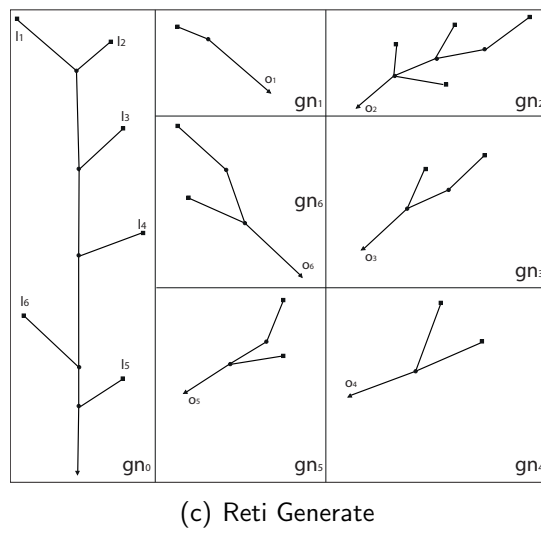 l1
l2
l3
l4
l6
l5
gn0
o1
gn1
o2
gn2
gn6
o6
o3
gn3
o5
gn5
o4
gn4
(c) Reti Generate